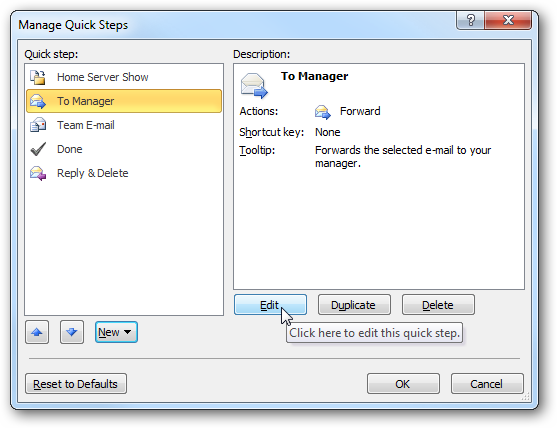 Manage Quick Steps
Quick step:
Home Server Show
To Manager
Team E-mail
Done
Reply & Delete
New
Description:
To Manager
Actions: Forward
Shortcut key: None
Tooltip: Forwards the selected e-mail to your
manager.
Edit Duplicate Delete
Click here to edit this quick step.
Reset to Defaults OK Cancel